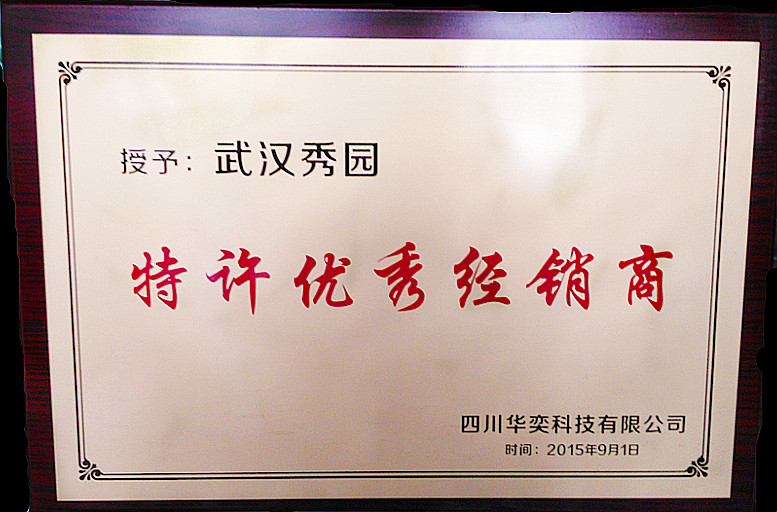 授予：武汉秀园
特许优秀经销商
四川华奕科技有限公司
时间：2015年9月1日